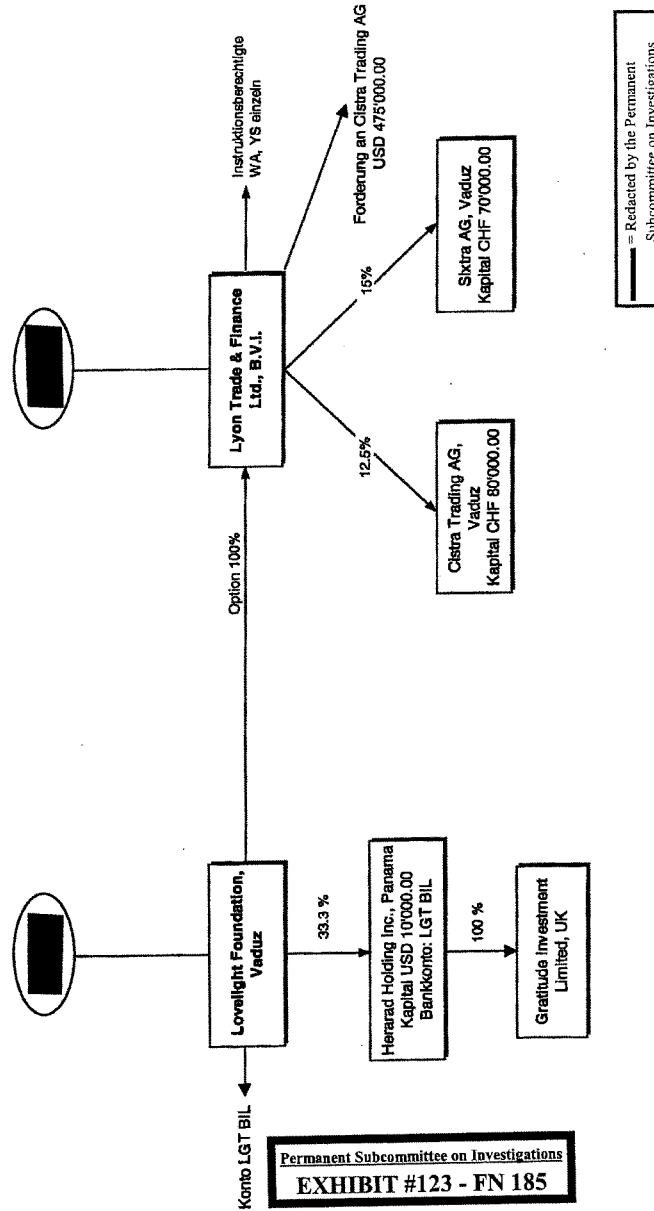 Lovelight Foundation,
Vaduz
Konto LGT BIL
33.3 %
Herarad Holding Inc., Panama
Kapital USD 10'000.00
Bankkonto: LGT BIL
100 %
Gratitude Investment
Limited, UK
Option 100%
Lyon Trade & Finance
Ltd., B.V.I.
Instruktionsberechtigte
WA, YS einzeln
Forderung an Cistra Trading AG
USD 475'000.00
12.5%
15%
Cistra Trading AG,
Vaduz
Kapital CHF 80'000.00
Sixtra AG, Vaduz
Kapital CHF 70'000.00
= Redacted by the Permanent
Subcommittee on Investigations
Permanent Subcommittee on Investigations
EXHIBIT #123 - FN 185